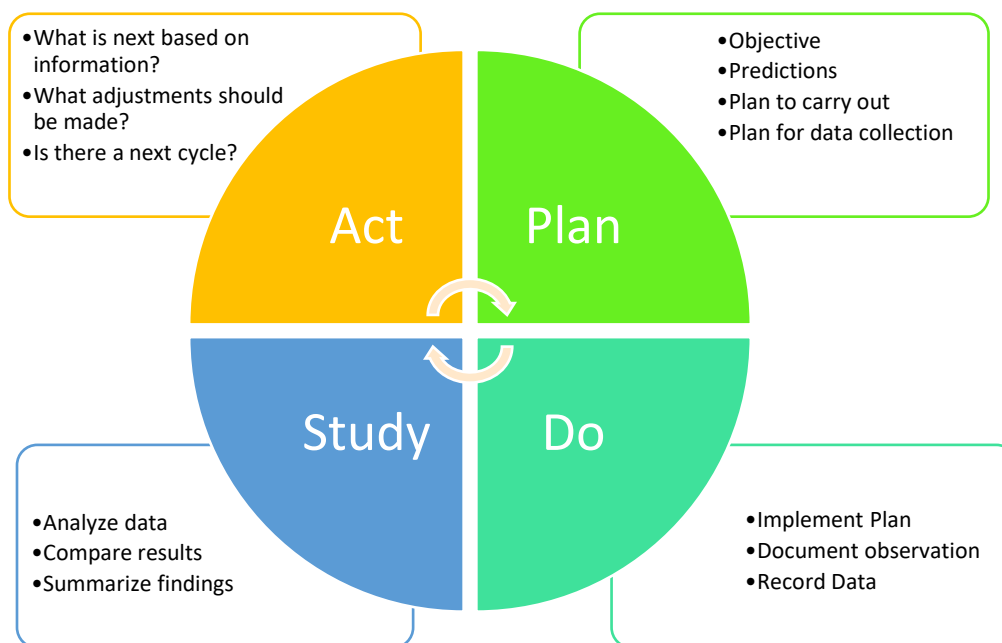 •What is next based on
information?
•What adjustments should
be made?
•Is there a next cycle?
•Objective
•Predictions
•Plan to carry out
•Plan for data collection
Act
Plan
Study
Do
•Analyze data
•Compare results
•Summarize findings
•Implement Plan
•Document observation
•Record Data